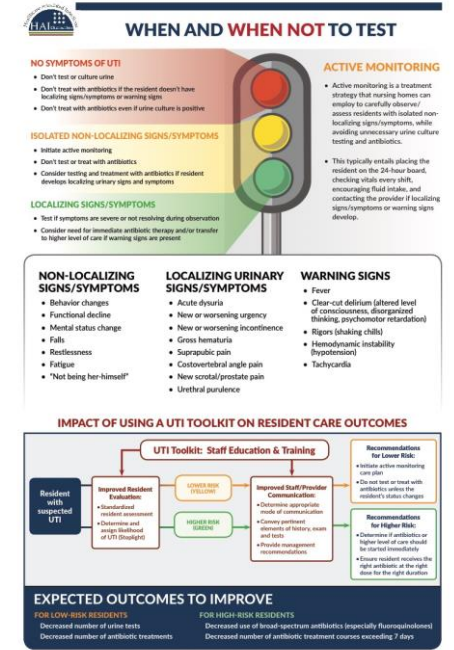 HAI
WHEN AND WHEN NOT TO TEST
NO SYMPTOMS OF UTI
• Don't test or culture urine
• Don't treat with antibiotics if the resident doesn't have
localizing signs/symptoms or warning signs
• Don't treat with antibiotics even if urine culture is positive
ISOLATED NON-LOCALIZING SIGNS/SYMPTOMS
• Initiate active monitoring
• Don't test or treat with antibiotics
• Consider testing and treatment with antibiotics if resident
develops localizing urinary signs and symptoms
LOCALIZING SIGNS/SYMPTOMS
• Test if symptoms are severe or not resolving during observation
• Consider need for immediate antibiotic therapy and/or transfer
to higher level of care if warning signs are present
ACTIVE MONITORING
• Active monitoring is a treatment
strategy that nursing homes can
employ to carefully observe/
assess residents with isolated non-
localizing signs/symptoms, while
avoiding unnecessary urine culture
testing and antibiotics.
• This typically entails placing the
resident on the 24-hour board,
checking vitals every shift,
encouraging fluid intake, and
contacting the provider if localizing
signs/symptoms or warning signs
develop.
NON-LOCALIZING
SIGNS/SYMPTOMS
• Behavior changes
• Functional decline
• Mental status change
• Falls
• Restlessness
• Fatigue
• "Not being her-himself"
LOCALIZING URINARY
SIGNS/SYMPTOMS
• Acute dysuria
• New or worsening urgency
• New or worsening incontinence
• Gross hematuria
• Suprapubic pain
• Costovertebral angle pain
• New scrotal/prostate pain
• Urethral purulence
WARNING SIGNS
• Fever
• Clear-cut delirium (altered level
of consciousness, disorganized
thinking, psychomotor retardation)
• Rigors (shaking chills)
• Hemodynamic instability
(hypotension)
• Tachycardia
IMPACT OF USING A UTI TOOLKIT ON RESIDENT CARE OUTCOMES
UTI Toolkit: Staff Education & Training
Resident
with
suspected
UTI
Improved Resident
Evaluation:
• Standardized
resident assessment
• Determine and
assign likelihood
of UTI (Stoplight)
LOWER RISK
(YELLOW)
HIGHER RISK
(GREEN)
Improved Staff/Provider
Communication:
• Determine appropriate
mode of communication
• Convey pertinent
elements of history, exam
and tests
• Provide management
recommendations
Recommendations
for Lower Risk:
• Initiate active monitoring
care plan
• Do not test or treat with
antibiotics unless the
resident's status changes
Recommendations
for Higher Risk:
• Determine if antibiotics or
higher level of care should
be started immediately
• Ensure resident receives the
right antibiotic at the right
dose for the right duration
EXPECTED OUTCOMES TO IMPROVE
FOR LOW-RISK RESIDENTS
Decreased number of urine tests
Decreased number of antibiotic treatments
FOR HIGH-RISK RESIDENTS
Decreased use of broad-spectrum antibiotics (especially fluoroquinolones)
Decreased number of antibiotic treatment courses exceeding 7 days